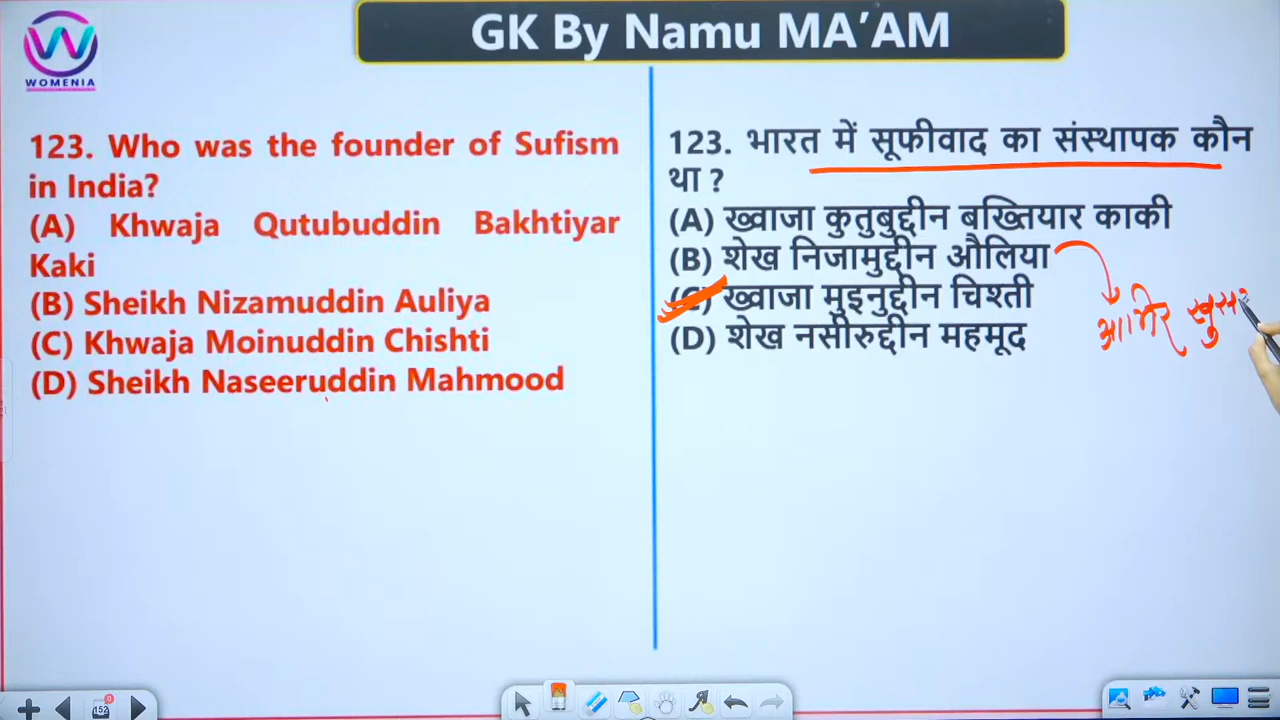 GK By Namu MA’AM
WOMENIA
123. Who was the founder of Sufism
in India?
(A) Khwaja Qutubuddin Bakhtiyar
Kaki
(B) Sheikh Nizamuddin Auliya
(C) Khwaja Moinuddin Chishti
(D) Sheikh Naseeruddin Mahmood
123. भारत में सूफीवाद का संस्थापक कौन
था ?
(A) ख्वाजा कुतुबुद्दीन बख्तियार काकी
(B) शेख निजामुद्दीन औलिया
(C) ख्वाजा मुइनुद्दीन चिश्ती
(D) शेख नसीरुद्दीन महमूद
152